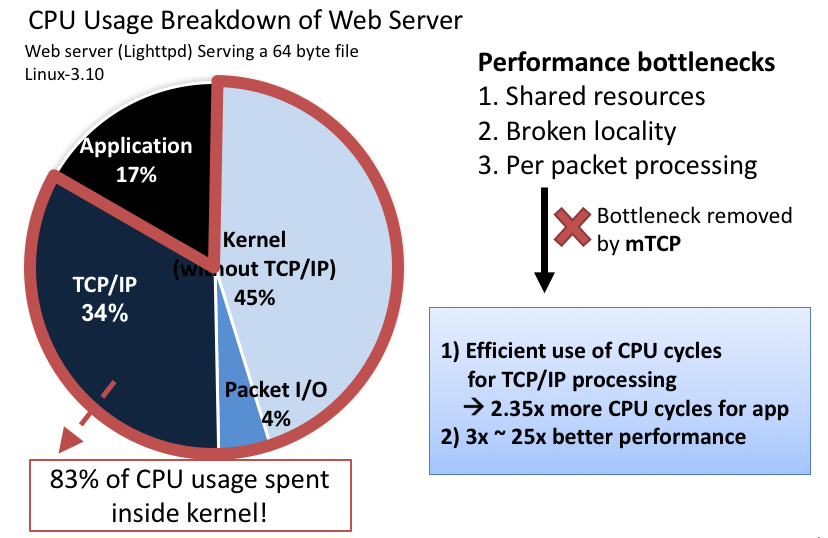 CPU Usage Breakdown of Web Server
Web server (Lighttpd) Serving a 64 byte file
Linux-3.10
Application
17%
Kernel
(without TCP/IP)
45%
TCP/IP
34%
Packet I/O
4%
83% of CPU usage spent
inside kernel!
Performance bottlenecks
1. Shared resources
2. Broken locality
3. Per packet processing
Bottleneck removed
by mTCP
1) Efficient use of CPU cycles
for TCP/IP processing
→ 2.35x more CPU cycles for app
2) 3x ~ 25x better performance